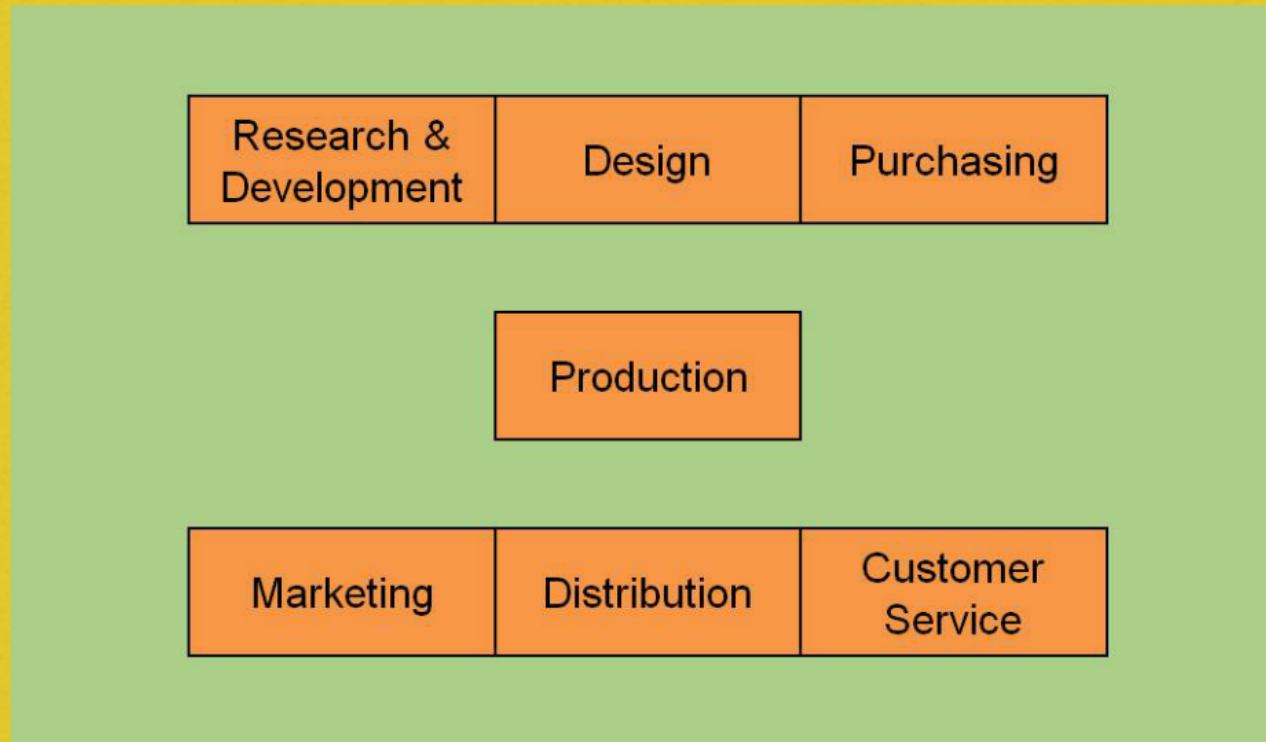 Research &
Development
Design
Purchasing
Production
Marketing
Distribution
Customer
Service